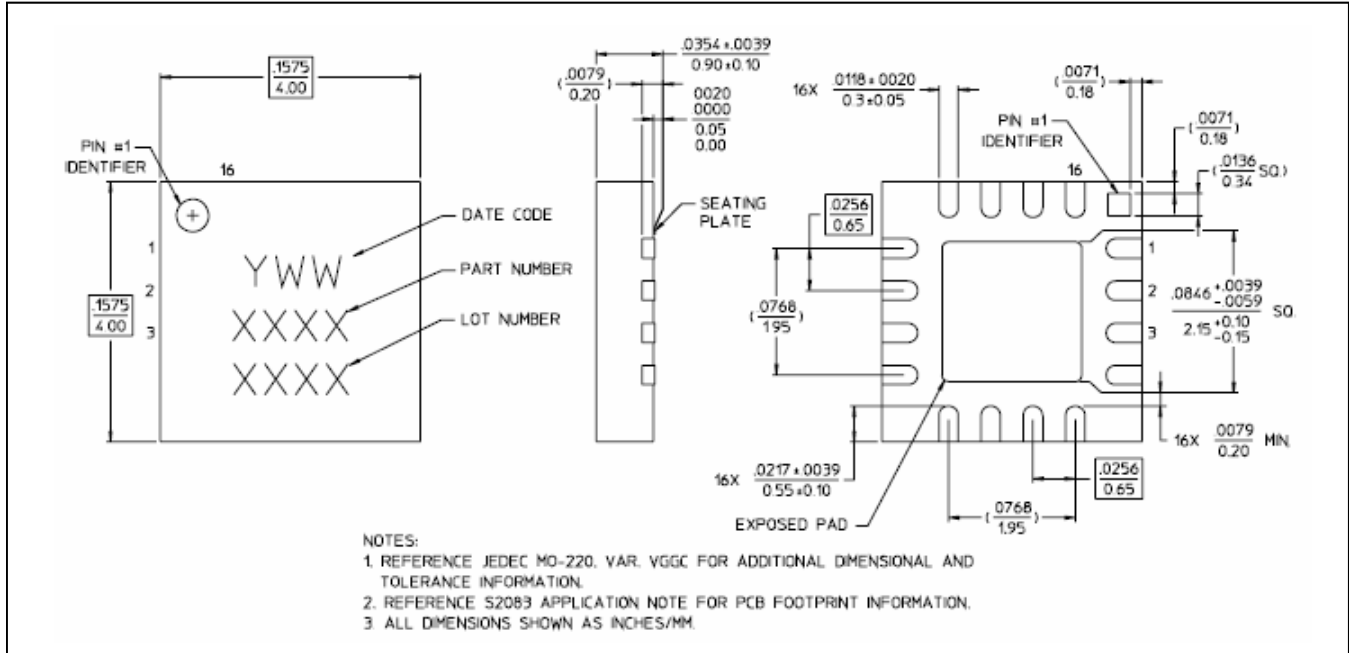 .1575
4.00
PIN #1
IDENTIFIER
16
1
2
3
.1575
4.00
YWW
XXXX
XXXX
DATE CODE
PART NUMBER
LOT NUMBER
.0354±.0039
0.90±0.10
(.0079
0.20)
0020
0000
0.05
0.00
SEATING
PLATE
16X .0118±0020
0.3±0.05
(.0071
0.18)
PIN #1
IDENTIFIER
16
(.0071
0.18)
(.0136
0.34 SQ.)
.0256
0.65
(.0768
1.95)
1
2
3
.0846 +.0039
-.0059 SQ.
2.15 +0.10
-0.15
16X .0217±.0039
0.55±0.10
16X .0079 MIN.
0.20
.0256
0.65
(.0768
1.95)
EXPOSED PAD
NOTES:
1. REFERENCE JEDEC MO-220, VAR. VGGC FOR ADDITIONAL DIMENSIONAL AND
TOLERANCE INFORMATION.
2. REFERENCE S2083 APPLICATION NOTE FOR PCB FOOTPRINT INFORMATION.
3 ALL DIMENSIONS SHOWN AS INCHES/MM.